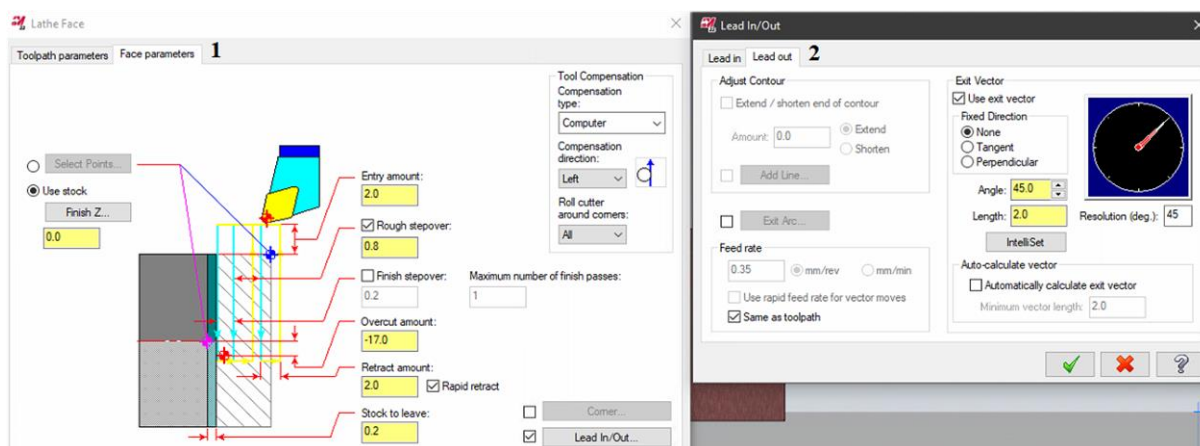 Lathe Face
Toolpath parameters
Face parameters
1
Select Points...
Use stock
Finish Z...
0.0
Entry amount:
2.0
Rough stepover:
0.8
Finish stepover:
0.2
Maximum number of finish passes:
1
Overcut amount:
-17.0
Retract amount:
2.0
Rapid retract
Stock to leave:
0.2
Tool Compensation
Compensation
type:
Computer
Compensation
direction:
Left
Roll cutter
around corners:
All
Corner...
Lead In/Out...
Lead In/Out
Lead in
Lead out
2
Adjust Contour
Extend / shorten end of contour
Amount:
0.0
Extend
Shorten
Add Line...
Exit Arc...
Feed rate
0.35
mm/rev
mm/min
Use rapid feed rate for vector moves
Same as toolpath
Exit Vector
Use exit vector
Fixed Direction
None
Tangent
Perpendicular
Angle:
45.0
Length:
2.0
Resolution (deg.):
45
IntelliSet
Auto-calculate vector
Automatically calculate exit vector
Minimum vector length:
2.0